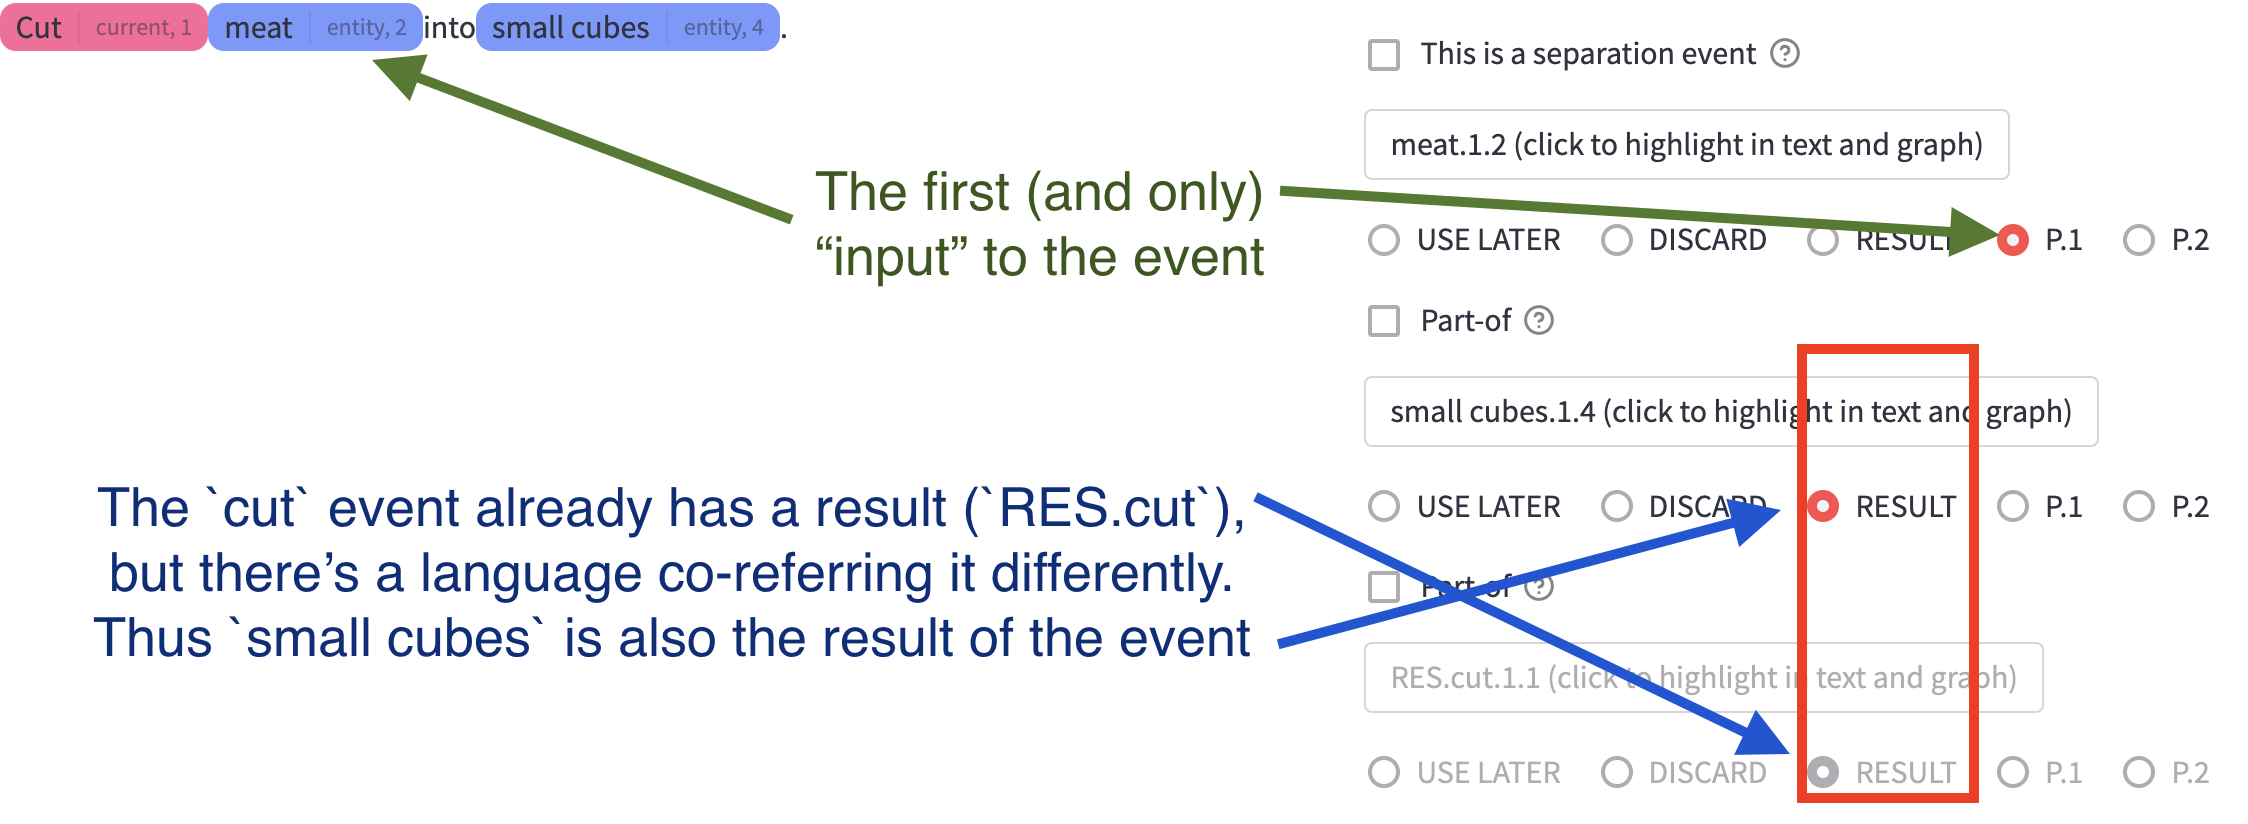 Cut current, 1 meat entity, 2 into small cubes entity, 4 .
This is a separation event ?
meat.1.2 (click to highlight in text and graph)
The first (and only)
“input” to the event
USE LATER DISCARD RESULT P.1 P.2
Part-of ?
small cubes.1.4 (click to highlight in text and graph)
The `cut` event already has a result (`RES.cut`),
but there’s a language co-referring it differently.
Thus `small cubes` is also the result of the event
USE LATER DISCARD RESULT P.1 P.2
Part-of ?
RES.cut.1.1 (click to highlight in text and graph)
USE LATER DISCARD RESULT P.1 P.2